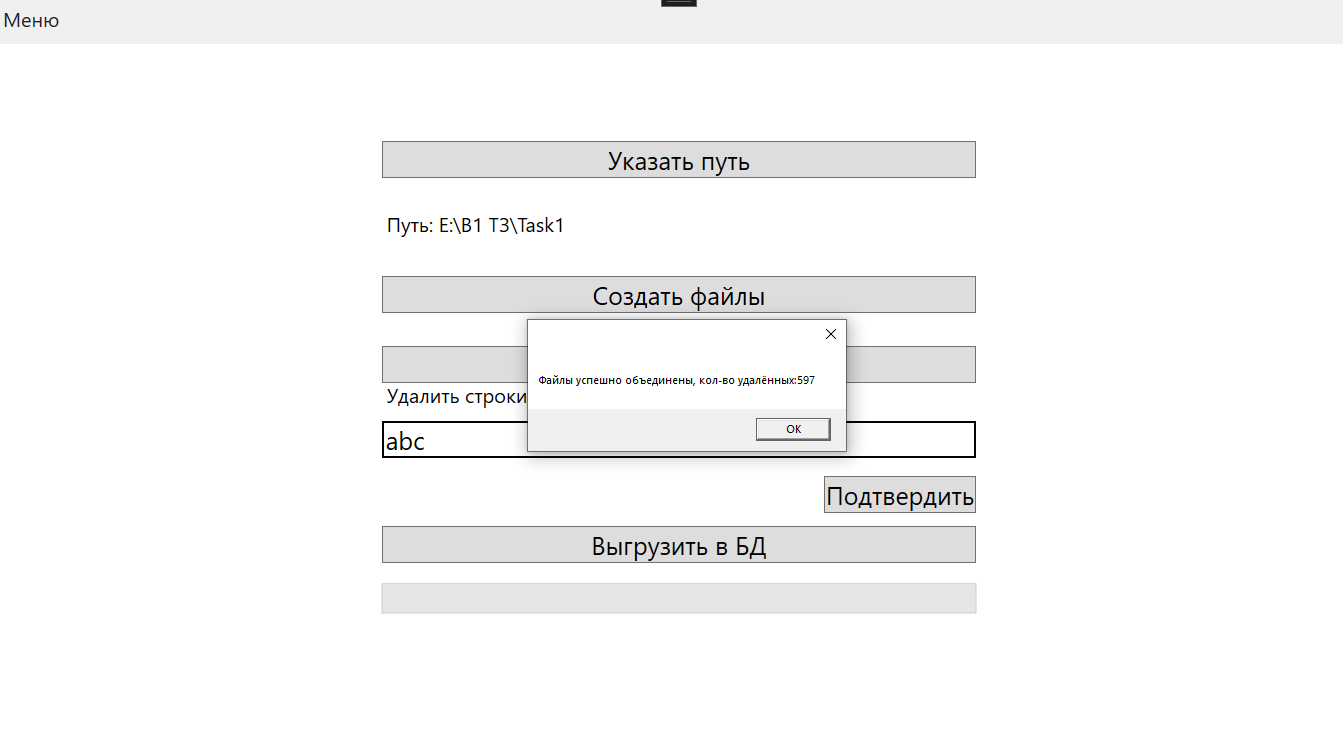 Меню
Указать путь
Путь: E:\B1 T3\Task1
Создать файлы
Файлы успешно объединены, кол-во удалённых:597
Удалить строки
OK
abc
Подтвердить
Выгрузить в БД